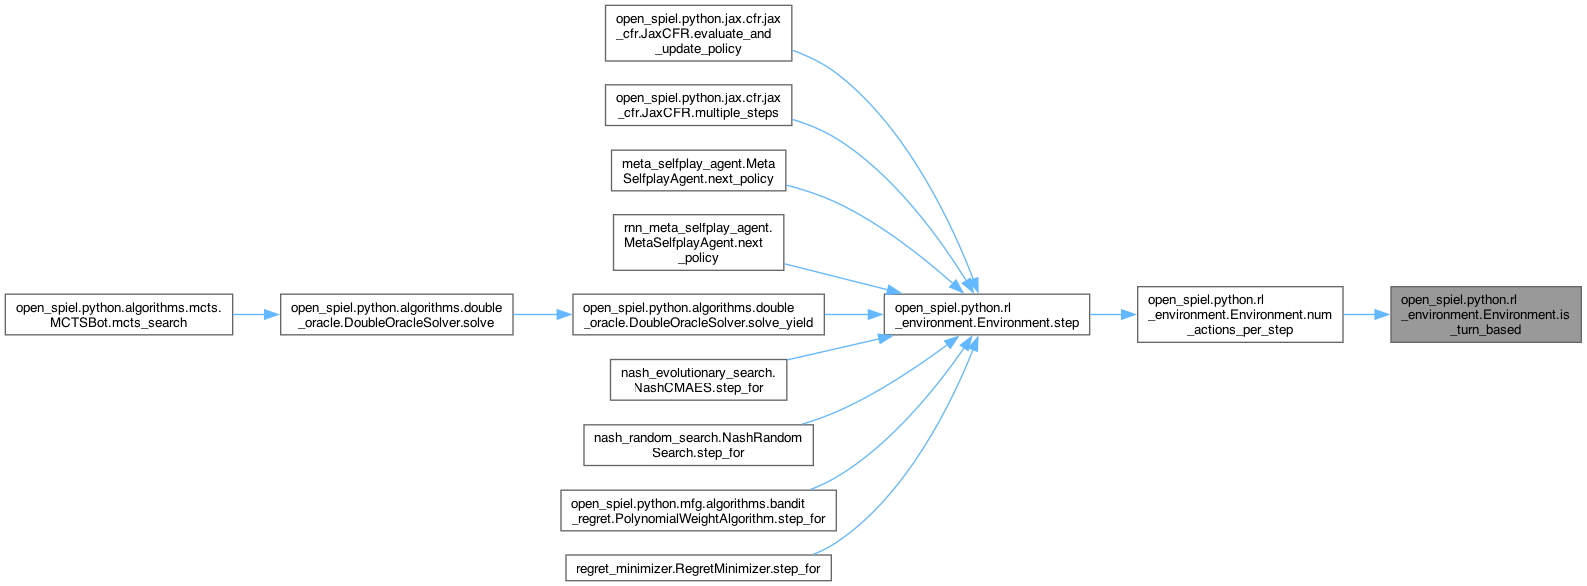 open_spiel.python.jax.cfr.jax
_cfr.JaxCFR.evaluate_and
_update_policy
open_spiel.python.jax.cfr.jax
_cfr.JaxCFR.multiple_steps
meta_selfplay_agent.Meta
SelfplayAgent.next_policy
rnn_meta_selfplay_agent.
MetaSelfplayAgent.next
_policy
open_spiel.python.algorithms.mcts.
MCTSBot.mcts_search
open_spiel.python.algorithms.double
_oracle.DoubleOracleSolver.solve
open_spiel.python.algorithms.double
_oracle.DoubleOracleSolver.solve_yield
open_spiel.python.rl
_environment.Environment.step
open_spiel.python.rl
_environment.Environment.num
_actions_per_step
open_spiel.python.rl
_environment.Environment.is
_turn_based
nash_evolutionary_search.
NashCMAES.step_for
nash_random_search.NashRandom
Search.step_for
open_spiel.python.mfg.algorithms.bandit
_regret.PolynomialWeightAlgorithm.step_for
regret_minimizer.RegretMinimizer.step_for